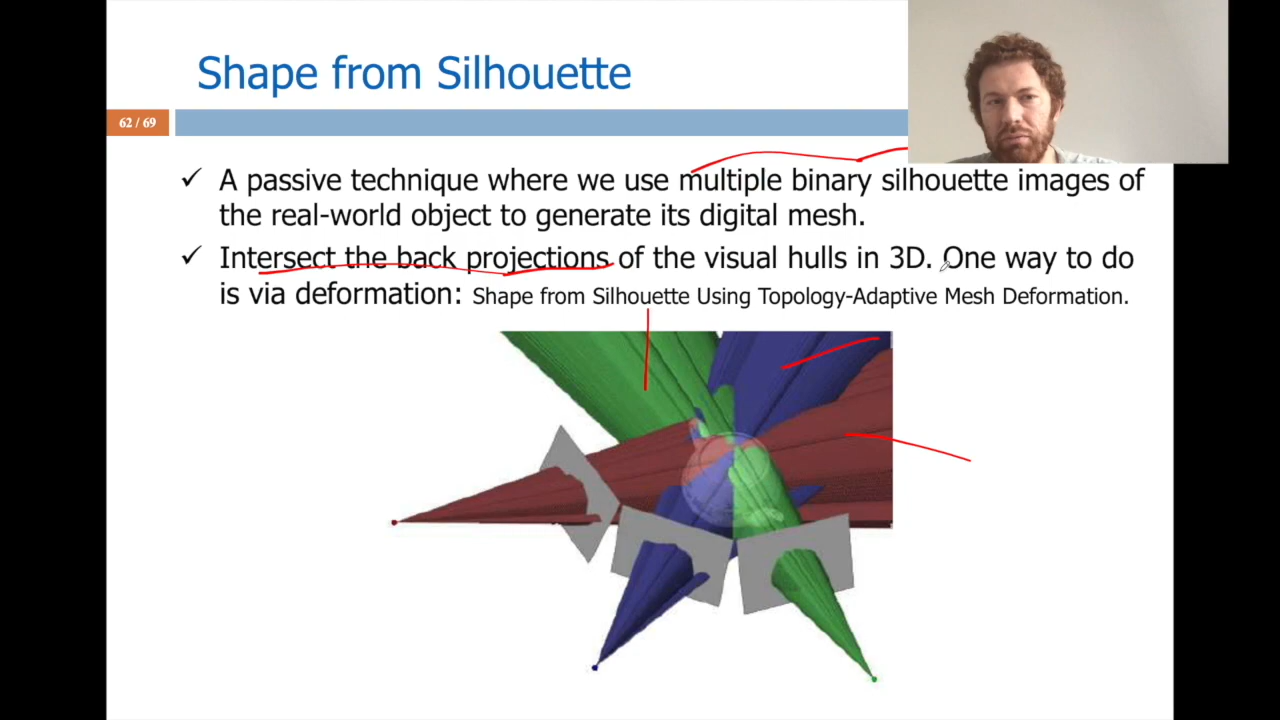 Shape from Silhouette
62 / 69
✓ A passive technique where we use multiple binary silhouette images of
the real-world object to generate its digital mesh.
✓ Intersect the back projections of the visual hulls in 3D. One way to do
is via deformation: Shape from Silhouette Using Topology-Adaptive Mesh Deformation.